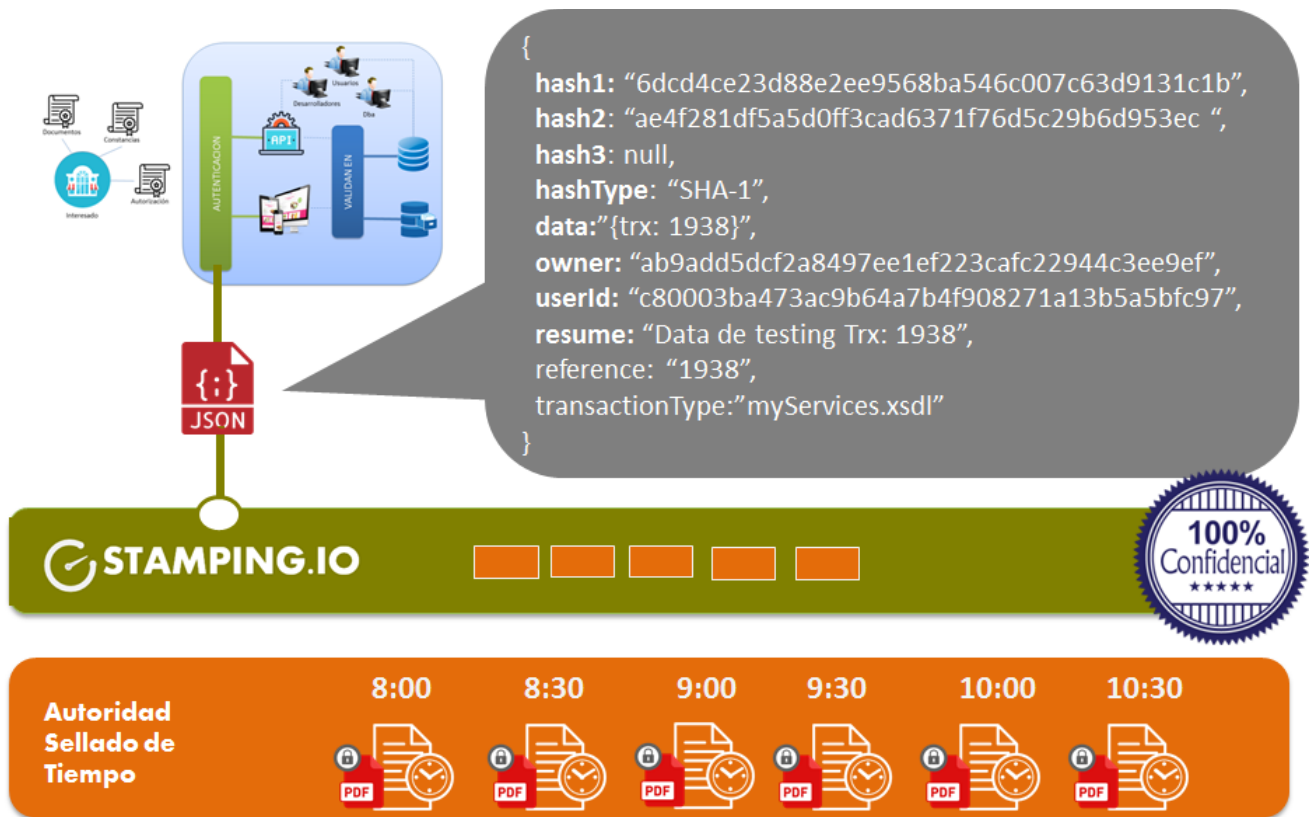 Documentos
Constancias
Autorización
Interesado
AUTENTICACION
Usuarios
Desarrolladores
Dba
API
VALIDAN EN
{;}
JSON
{
hash1: “6dcd4ce23d88e2ee9568ba546c007c63d9131c1b”,
hash2: “ae4f281df5a5d0ff3cad6371f76d5c29b6d953ec “,
hash3: null,
hashType: “SHA-1”,
data:”{trx: 1938}”,
owner: “ab9add5dcf2a8497ee1ef223cafc22944c3ee9ef”,
userId: “c80003ba473ac9b64a7b4f908271a13b5a5bfc97”,
resume: “Data de testing Trx: 1938”,
reference: “1938”,
transactionType:”myServices.xsdl”
}
STAMPING.IO
100%
Confidencial
Autoridad
Sellado de
Tiempo
8:00 8:30 9:00 9:30 10:00 10:30
PDF PDF PDF PDF PDF PDF